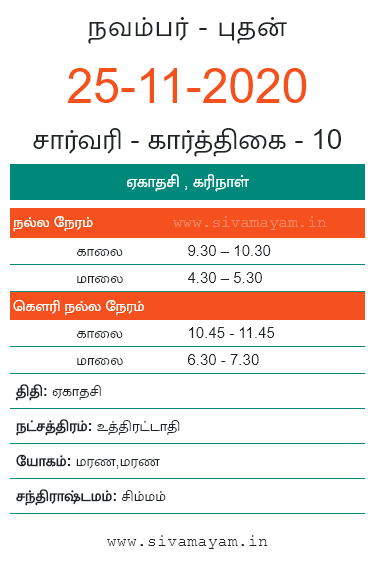 நவம்பர் - புதன்
25-11-2020
சார்வரி - கார்த்திகை - 10
ஏகாதசி , கரிநாள்
நல்ல நேரம் www.sivamayam.in
காலை 9.30 – 10.30
மாலை 4.30 – 5.30
கௌரி நல்ல நேரம்
காலை 10.45 - 11.45
மாலை 6.30 - 7.30
திதி: ஏகாதசி
நட்சத்திரம்: உத்திரட்டாதி
யோகம்: மரண,மரண
சந்திராஷ்டமம்: சிம்மம்
www.sivamayam.in